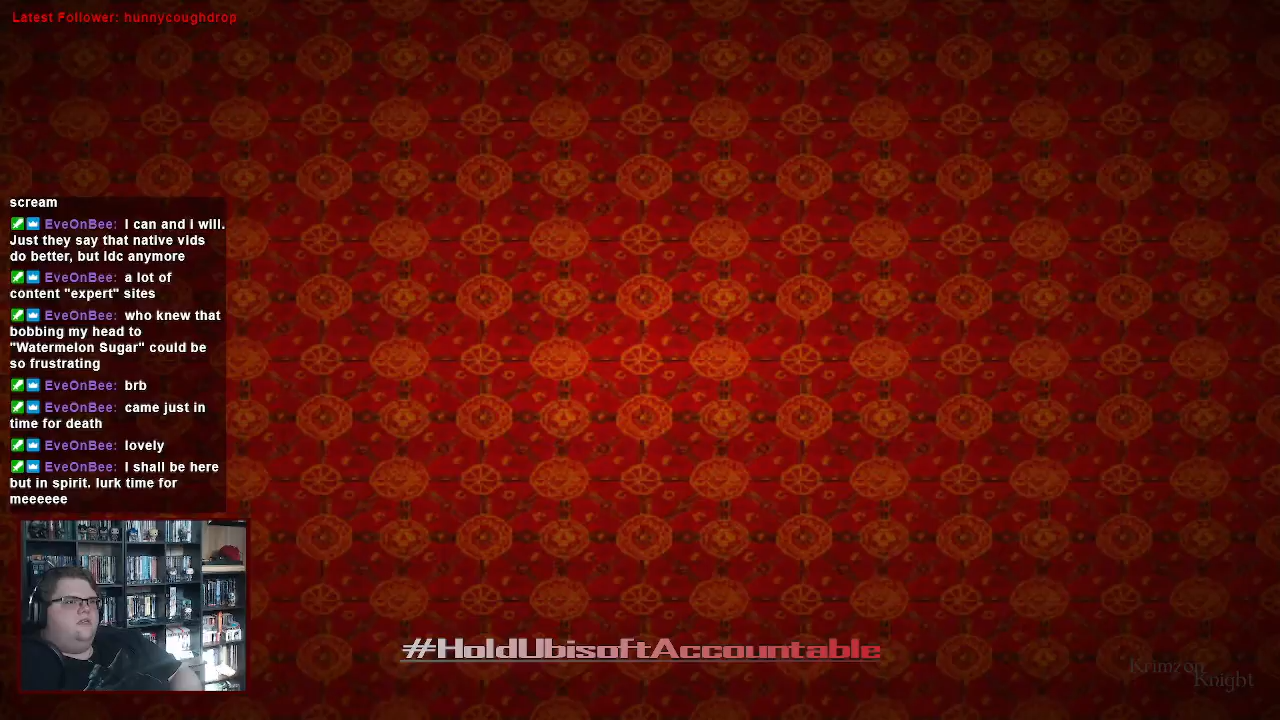 Latest Follower: hunnycoughdrop
scream
EveOnBee: I can and I will.
Just they say that native vids
do better, but idc anymore
EveOnBee: a lot of
content "expert" sites
EveOnBee: who knew that
bobbing my head to
"Watermelon Sugar" could be
so frustrating
EveOnBee: brb
EveOnBee: came just in
time for death
EveOnBee: lovely
EveOnBee: I shall be here
but in spirit. lurk time for
meeeeee
#HoldUbisoftAccountable
Krimzon
Knight